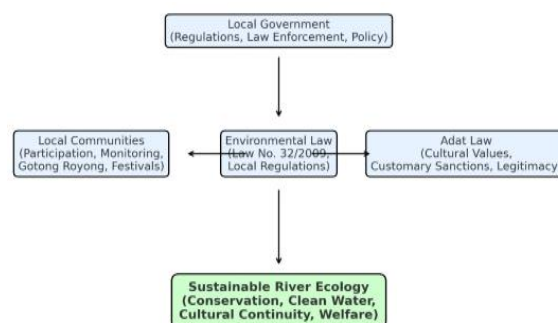 Local Government
(Regulations, Law Enforcement, Policy)
Local Communities
(Participation, Monitoring,
Gotong Royong, Festivals)
Environmental Law
(Law No. 32/2009,
Local Regulations)
Adat Law
(Cultural Values,
Customary Sanctions, Legitimacy
Sustainable River Ecology
(Conservation, Clean Water,
Cultural Continuity, Welfare)